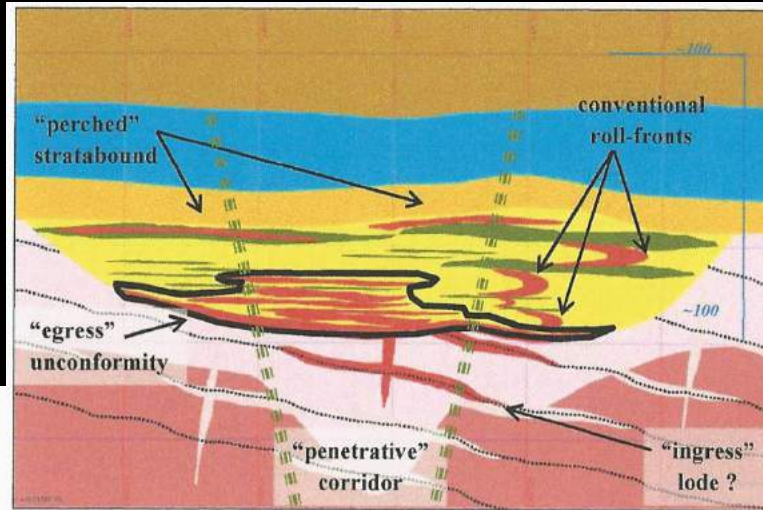 ~100
"perched"
stratabound
conventional
roll-fronts
~100
"egress"
unconformity
"penetrative"
corridor
"ingress"
lode ?